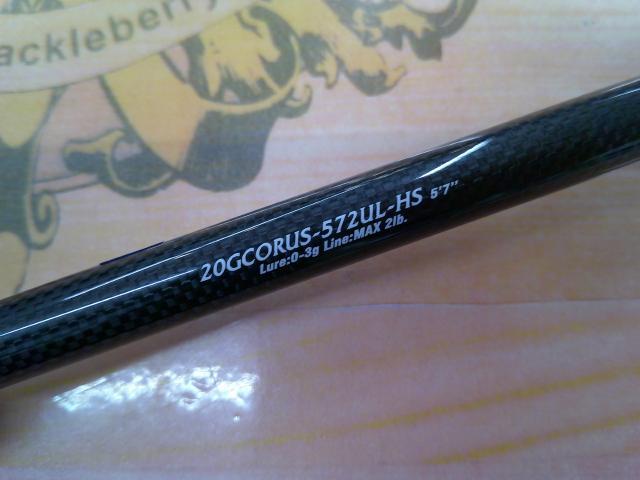 ackleberry
20GCORUS-572UL-HS 5'7"
Lure:0-3g Line:MAX 2lb.